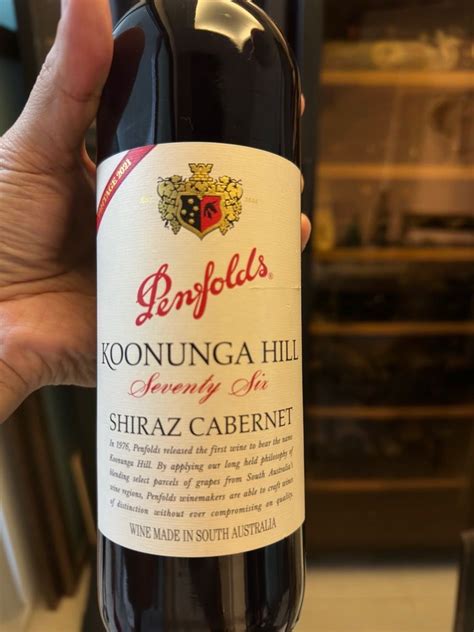 VINTAGE 2021
Penfolds
KOONUNGA HILL
Seventy Six
SHIRAZ CABERNET
In 1976, Penfolds released the first wine to bear the name
Koonunga Hill. By applying our long held philosophy of
blending select parcels of grapes from South Australia's
wine regions, Penfolds winemakers are able to craft wines
of distinction without ever compromising on quality.
WINE MADE IN SOUTH AUSTRALIA